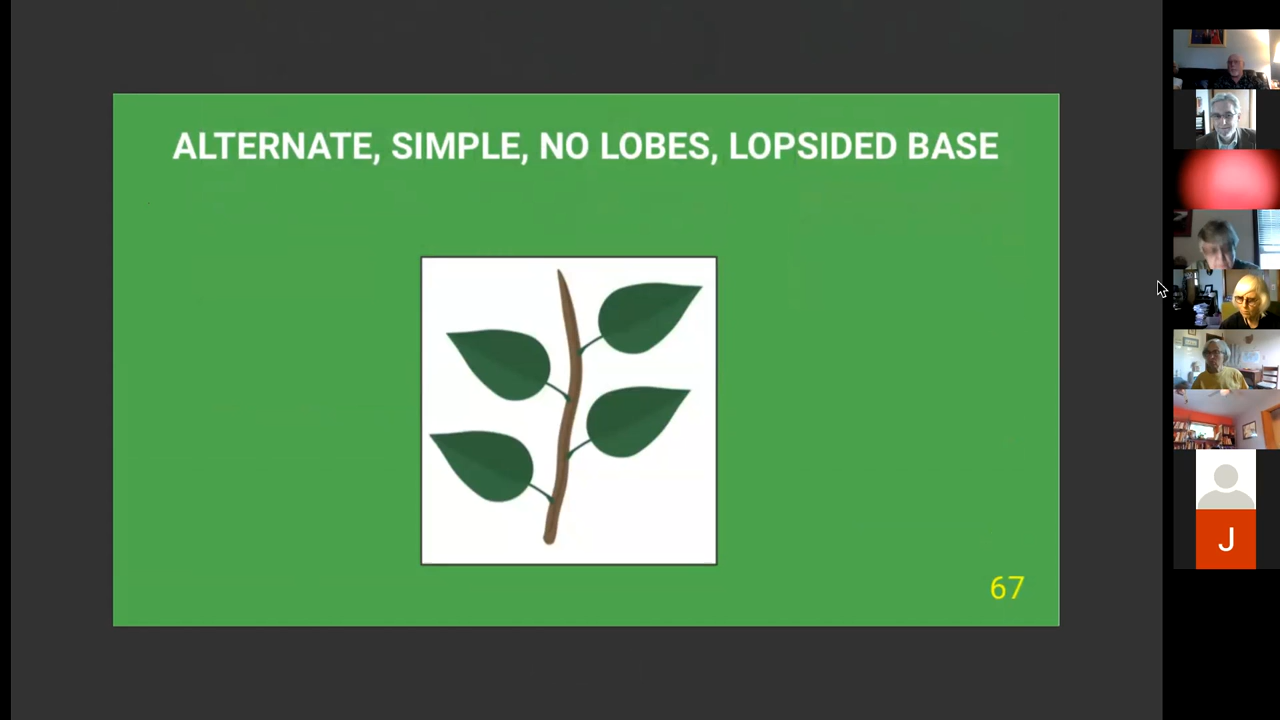 ALTERNATE, SIMPLE, NO LOBES, LOPSIDED BASE
67
J